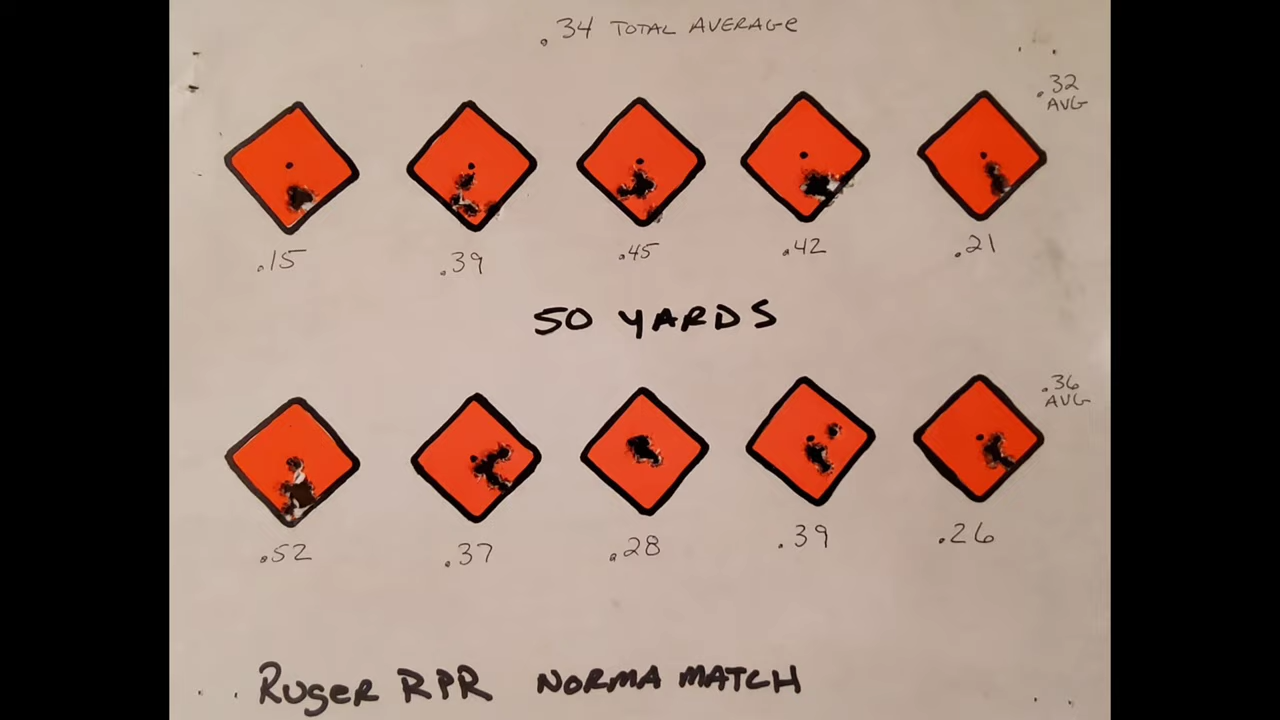 .34 TOTAL AVERAGE
.32
AVG
.15 .39 .45 .42 .21
50 YARDS
.36
AVG
.52 .37 .28 .39 .26
RUGER RPR NORMA MATCH